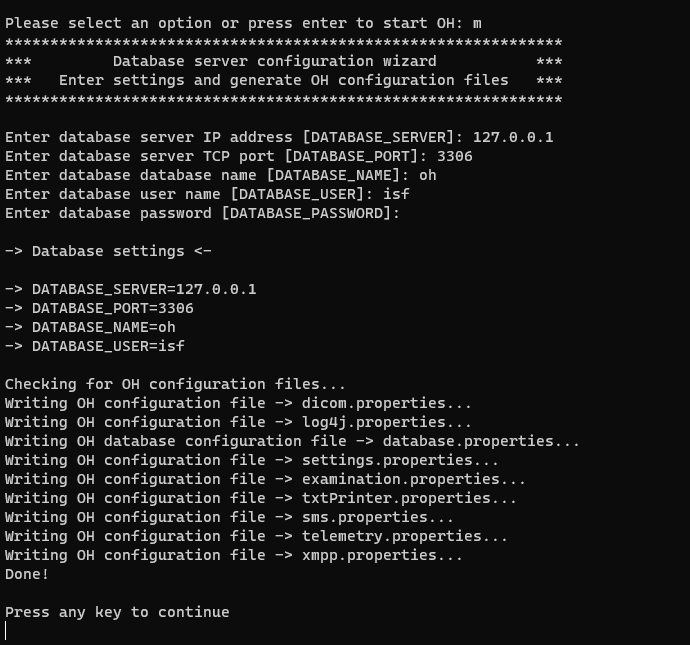 Please select an option or press enter to start OH: m
**************************************************************
***         Database server configuration wizard           ***
***   Enter settings and generate OH configuration files   ***
**************************************************************
Enter database server IP address [DATABASE_SERVER]: 127.0.0.1
Enter database server TCP port [DATABASE_PORT]: 3306
Enter database database name [DATABASE_NAME]: oh
Enter database user name [DATABASE_USER]: isf
Enter database password [DATABASE_PASSWORD]:
-> Database settings <-
-> DATABASE_SERVER=127.0.0.1
-> DATABASE_PORT=3306
-> DATABASE_NAME=oh
-> DATABASE_USER=isf
Checking for OH configuration files...
Writing OH configuration file -> dicom.properties...
Writing OH configuration file -> log4j.properties...
Writing OH database configuration file -> database.properties...
Writing OH configuration file -> settings.properties...
Writing OH configuration file -> examination.properties...
Writing OH configuration file -> txtPrinter.properties...
Writing OH configuration file -> sms.properties...
Writing OH configuration file -> telemetry.properties...
Writing OH configuration file -> xmpp.properties...
Done!
Press any key to continue